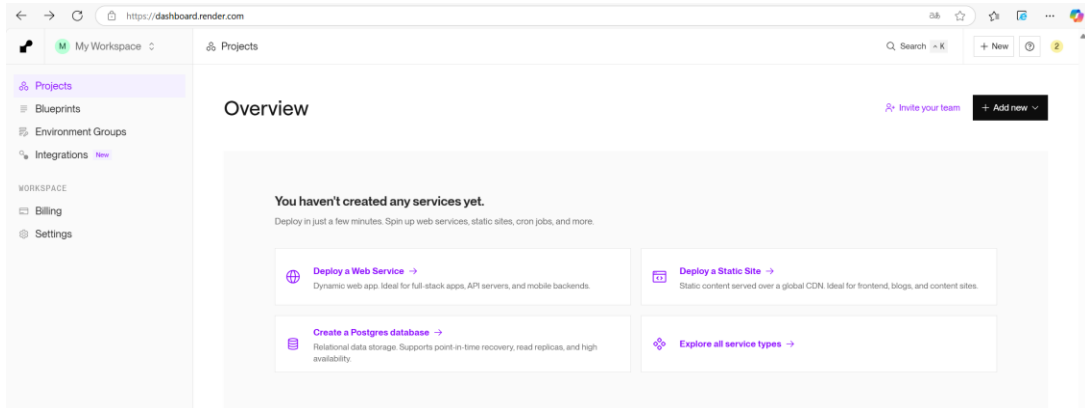 https://dashboard.render.com
M My Workspace
Projects
Search ^ K
+ New
2
Projects
Blueprints
Environment Groups
Integrations New
WORKSPACE
Billing
Settings
Overview
Invite your team
+ Add new
You haven't created any services yet.
Deploy in just a few minutes. Spin up web services, static sites, cron jobs, and more.
Deploy a Web Service →
Dynamic web app. Ideal for full-stack apps, API servers, and mobile backends.
Deploy a Static Site →
Static content served over a global CDN. Ideal for frontend, blogs, and content sites.
Create a Postgres database →
Relational data storage. Supports point-in-time recovery, read replicas, and high
availability.
Explore all service types →